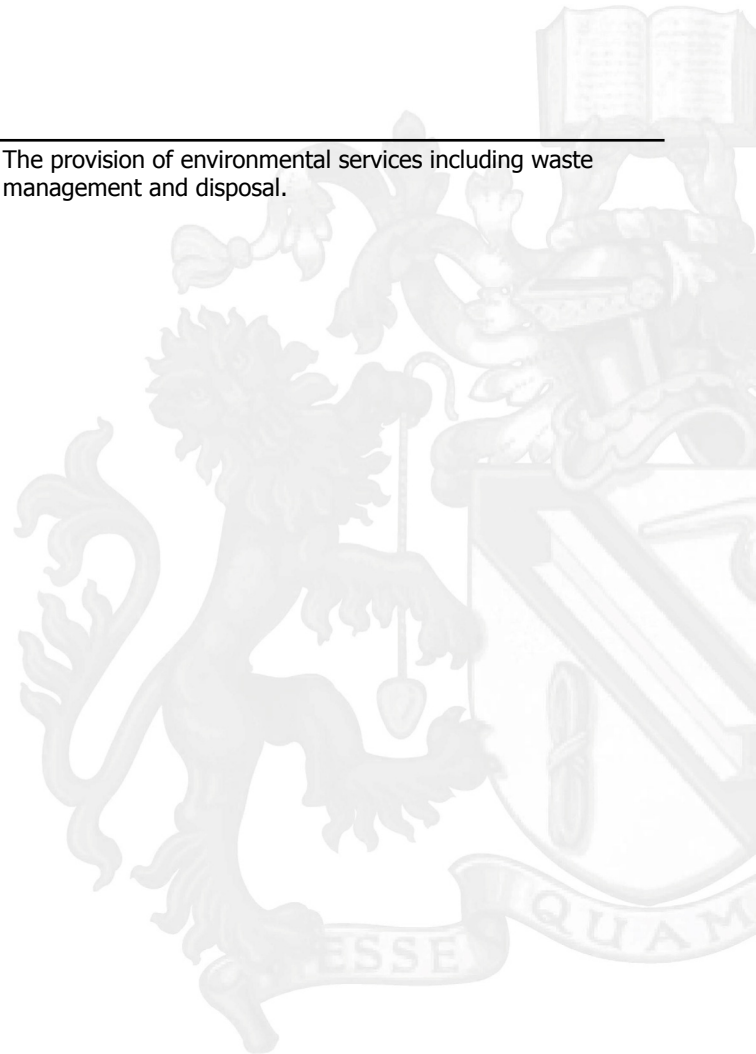 The provision of environmental services including waste
management and disposal.
ESSE
QUAM